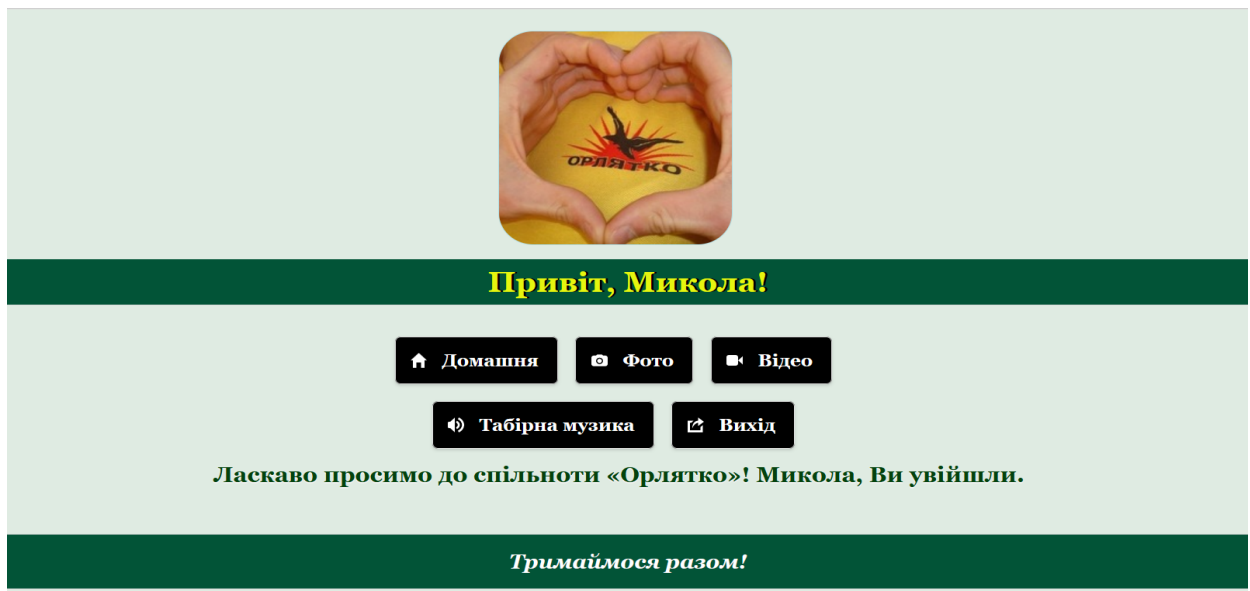 ОРЛЯТКО
Привіт, Микола!
Домашня
Фото
Відео
Табірна музика
Вихід
Ласкаво просимо до спільноти «Орлятко»! Микола, Ви увійшли.
Тримаймося разом!